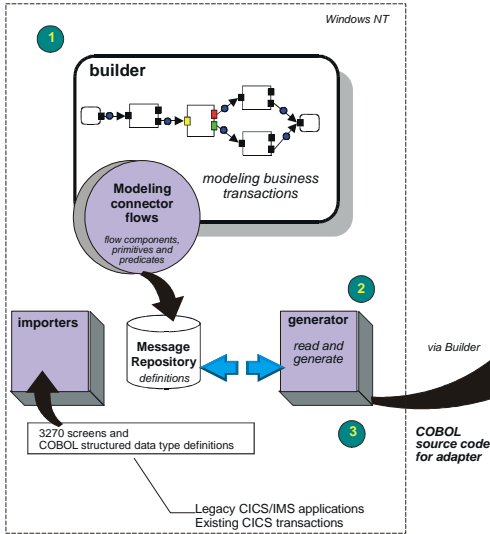 Windows NT
1
builder
modeling business
transactions
Modeling
connector
flows
flow components,
primitives and
predicates
2
importers
generator
read and
generate
via Builder
Message
Repository
definitions
3
COBOL
source code
for adapter
3270 screens and
COBOL structured data type definitions
Legacy CICS/IMS applications
Existing CICS transactions